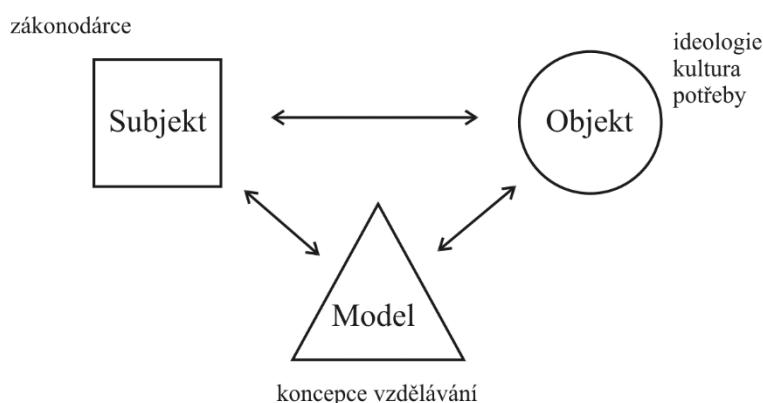 zákonodárce
ideologie
kultura
potřeby
Subjekt
Objekt
Model
koncepce vzdělávání